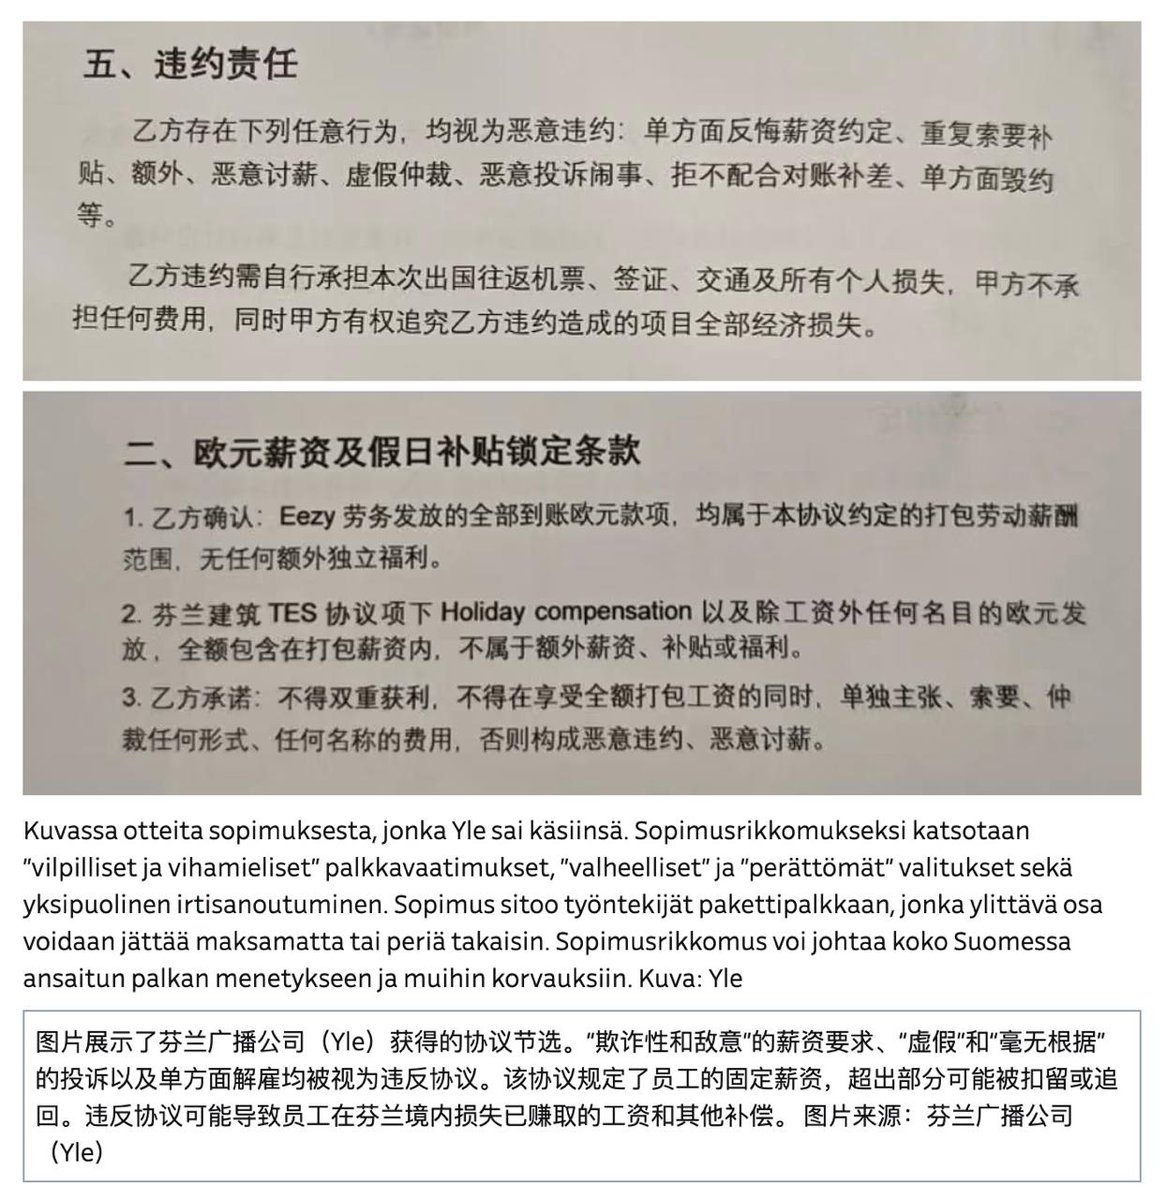 五、违约责任
乙方存在下列任意行为，均视为恶意违约：单方面反悔薪资约定、重复索要补
贴、额外、恶意讨薪、虚假仲裁、恶意投诉闹事、拒不配合对账补差、单方面毁约
等。
乙方违约需自行承担本次出国往返机票、签证、交通及所有个人损失，甲方不承
担任何费用，同时甲方有权追究乙方违约造成的项目全部经济损失。
二、欧元薪资及假日补贴锁定条款
1. 乙方确认：Eezy 劳务发放的全部到账欧元款项，均属于本协议约定的打包劳动薪酬
范围，无任何额外独立福利。
2. 芬兰建筑 TES 协议项下 Holiday compensation 以及除工资外任何名目的欧元发
放，全额包含在打包薪资内，不属于额外薪资、补贴或福利。
3. 乙方承诺：不得双重获利，不得在享受全额打包工资的同时，单独主张、索要、仲
裁任何形式、任何名称的费用，否则构成恶意违约、恶意讨薪。
Kuvassa otteita sopimuksesta, jonka Yle sai käsiinsä. Sopimusrikkomukseksi katsotaan
"vilpilliset ja vihamieliset" palkkavaatimukset, "valheelliset" ja "perättömät" valitukset sekä
yksipuolinen irtisanoutuminen. Sopimus sitoo työntekijät pakettipalkkaan, jonka ylittävä osa
voidaan jättää maksamatta tai periä takaisin. Sopimusrikkomus voi johtaa koko Suomessa
ansaitun palkan menetykseen ja muihin korvauksiin. Kuva: Yle
图片展示了芬兰广播公司（Yle）获得的协议节选。“欺诈性和敌意”的薪资要求、“虚假”和“毫无根据”
的投诉以及单方面解雇均被视为违反协议。该协议规定了员工的固定薪资，超出部分可能被扣留或追
回。违反协议可能导致员工在芬兰境内损失已赚取的工资和其他补偿。 图片来源：芬兰广播公司
（Yle）